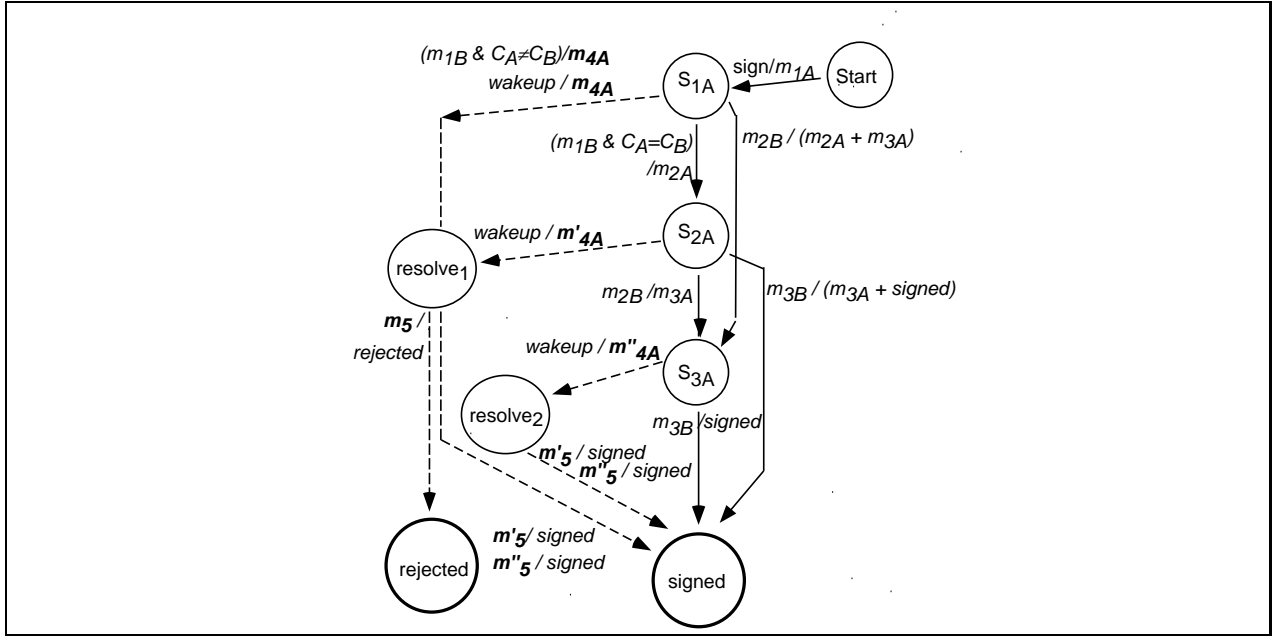 (m1B & CA≠CB)/m4A
wakeup / m4A
S1A
sign/m1A
Start
(m1B & CA=CB)
/m2A
m2B / (m2A + m3A)
wakeup / m'4A
S2A
resolve1
m2B/m3A
m3B / (m3A + signed)
m5 /
rejected
wakeup / m''4A
S3A
resolve2
m3B /signed
m'5 / signed
m''5 / signed
m'5/ signed
m''5 / signed
rejected
signed